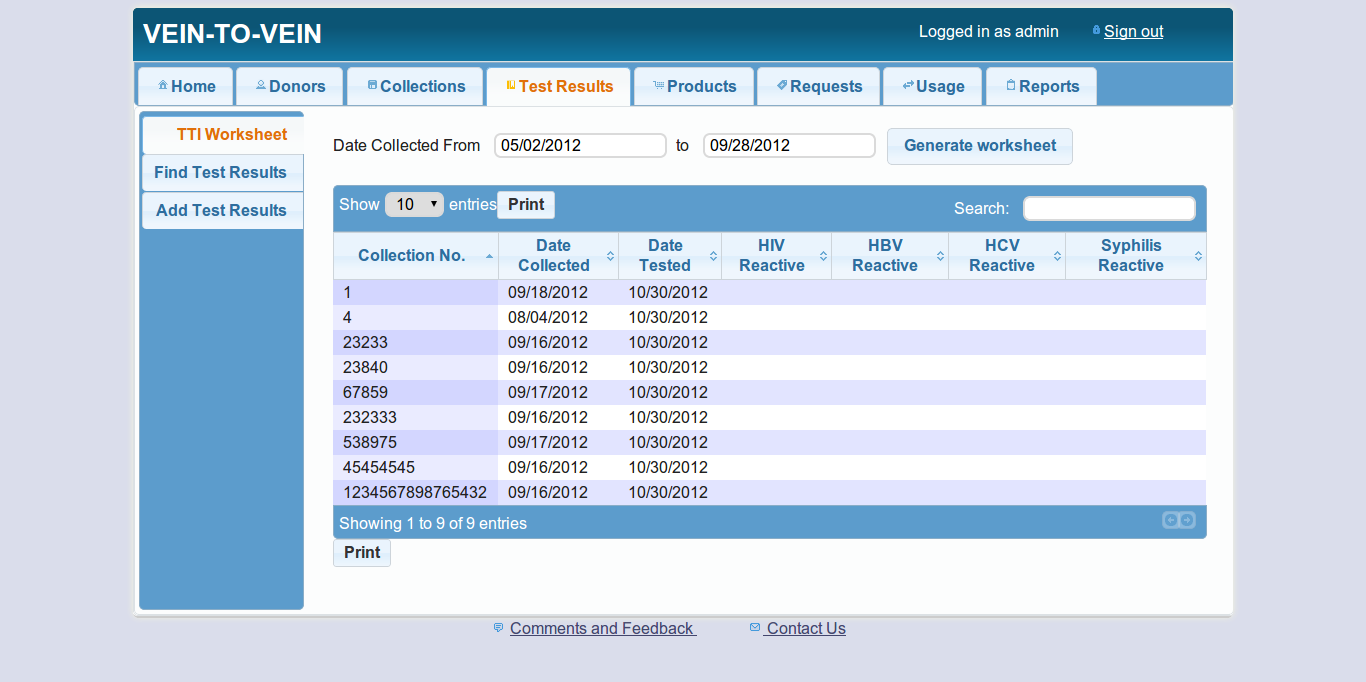 VEIN-TO-VEIN
Logged in as admin Sign out
Home Donors Collections Test Results Products Requests Usage Reports
TTI Worksheet
Find Test Results
Add Test Results
Date Collected From 05/02/2012 to 09/28/2012 Generate worksheet
Show 10 entries Print Search:
Collection No. Date Collected Date Tested HIV Reactive HBV Reactive HCV Reactive Syphilis Reactive
1 09/18/2012 10/30/2012
4 08/04/2012 10/30/2012
23233 09/16/2012 10/30/2012
23840 09/16/2012 10/30/2012
67859 09/17/2012 10/30/2012
232333 09/16/2012 10/30/2012
538975 09/17/2012 10/30/2012
45454545 09/16/2012 10/30/2012
1234567898765432 09/16/2012 10/30/2012
Showing 1 to 9 of 9 entries
Print
Comments and Feedback Contact Us